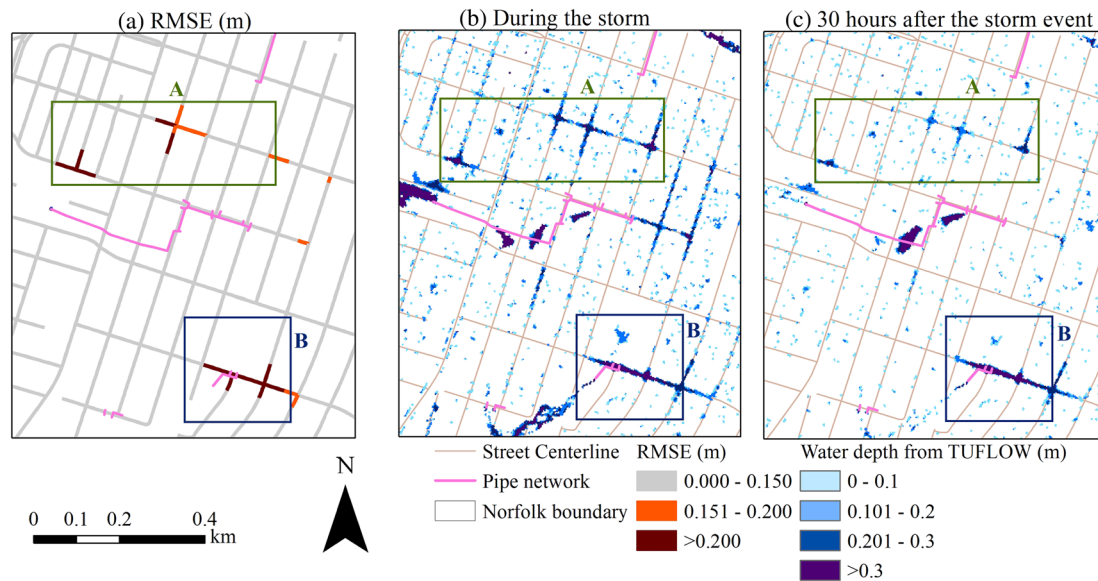 (a) RMSE (m)
(b) During the storm
(c) 30 hours after the storm event
A
A
A
B
B
B
N
0 0.1 0.2 0.4
km
Street Centerline
Pipe network
Norfolk boundary
RMSE (m)
0.000 - 0.150
0.151 - 0.200
>0.200
Water depth from TUFLOW (m)
0 - 0.1
0.101 - 0.2
0.201 - 0.3
>0.3